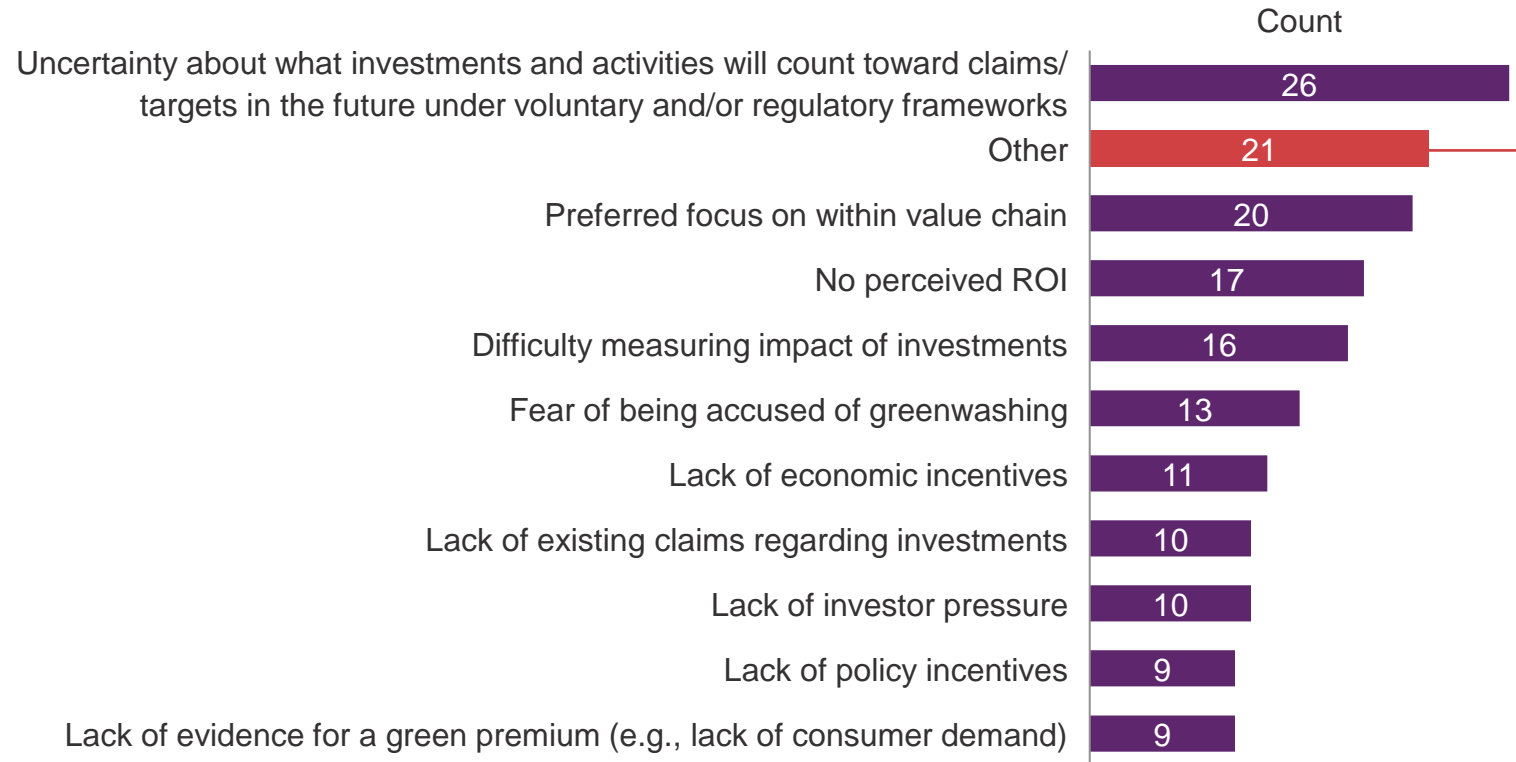 Count
Uncertainty about what investments and activities will count toward claims/
targets in the future under voluntary and/or regulatory frameworks
26
Other 21
Preferred focus on within value chain 20
No perceived ROI 17
Difficulty measuring impact of investments 16
Fear of being accused of greenwashing 13
Lack of economic incentives 11
Lack of existing claims regarding investments 10
Lack of investor pressure 10
Lack of policy incentives 9
Lack of evidence for a green premium (e.g., lack of consumer demand) 9